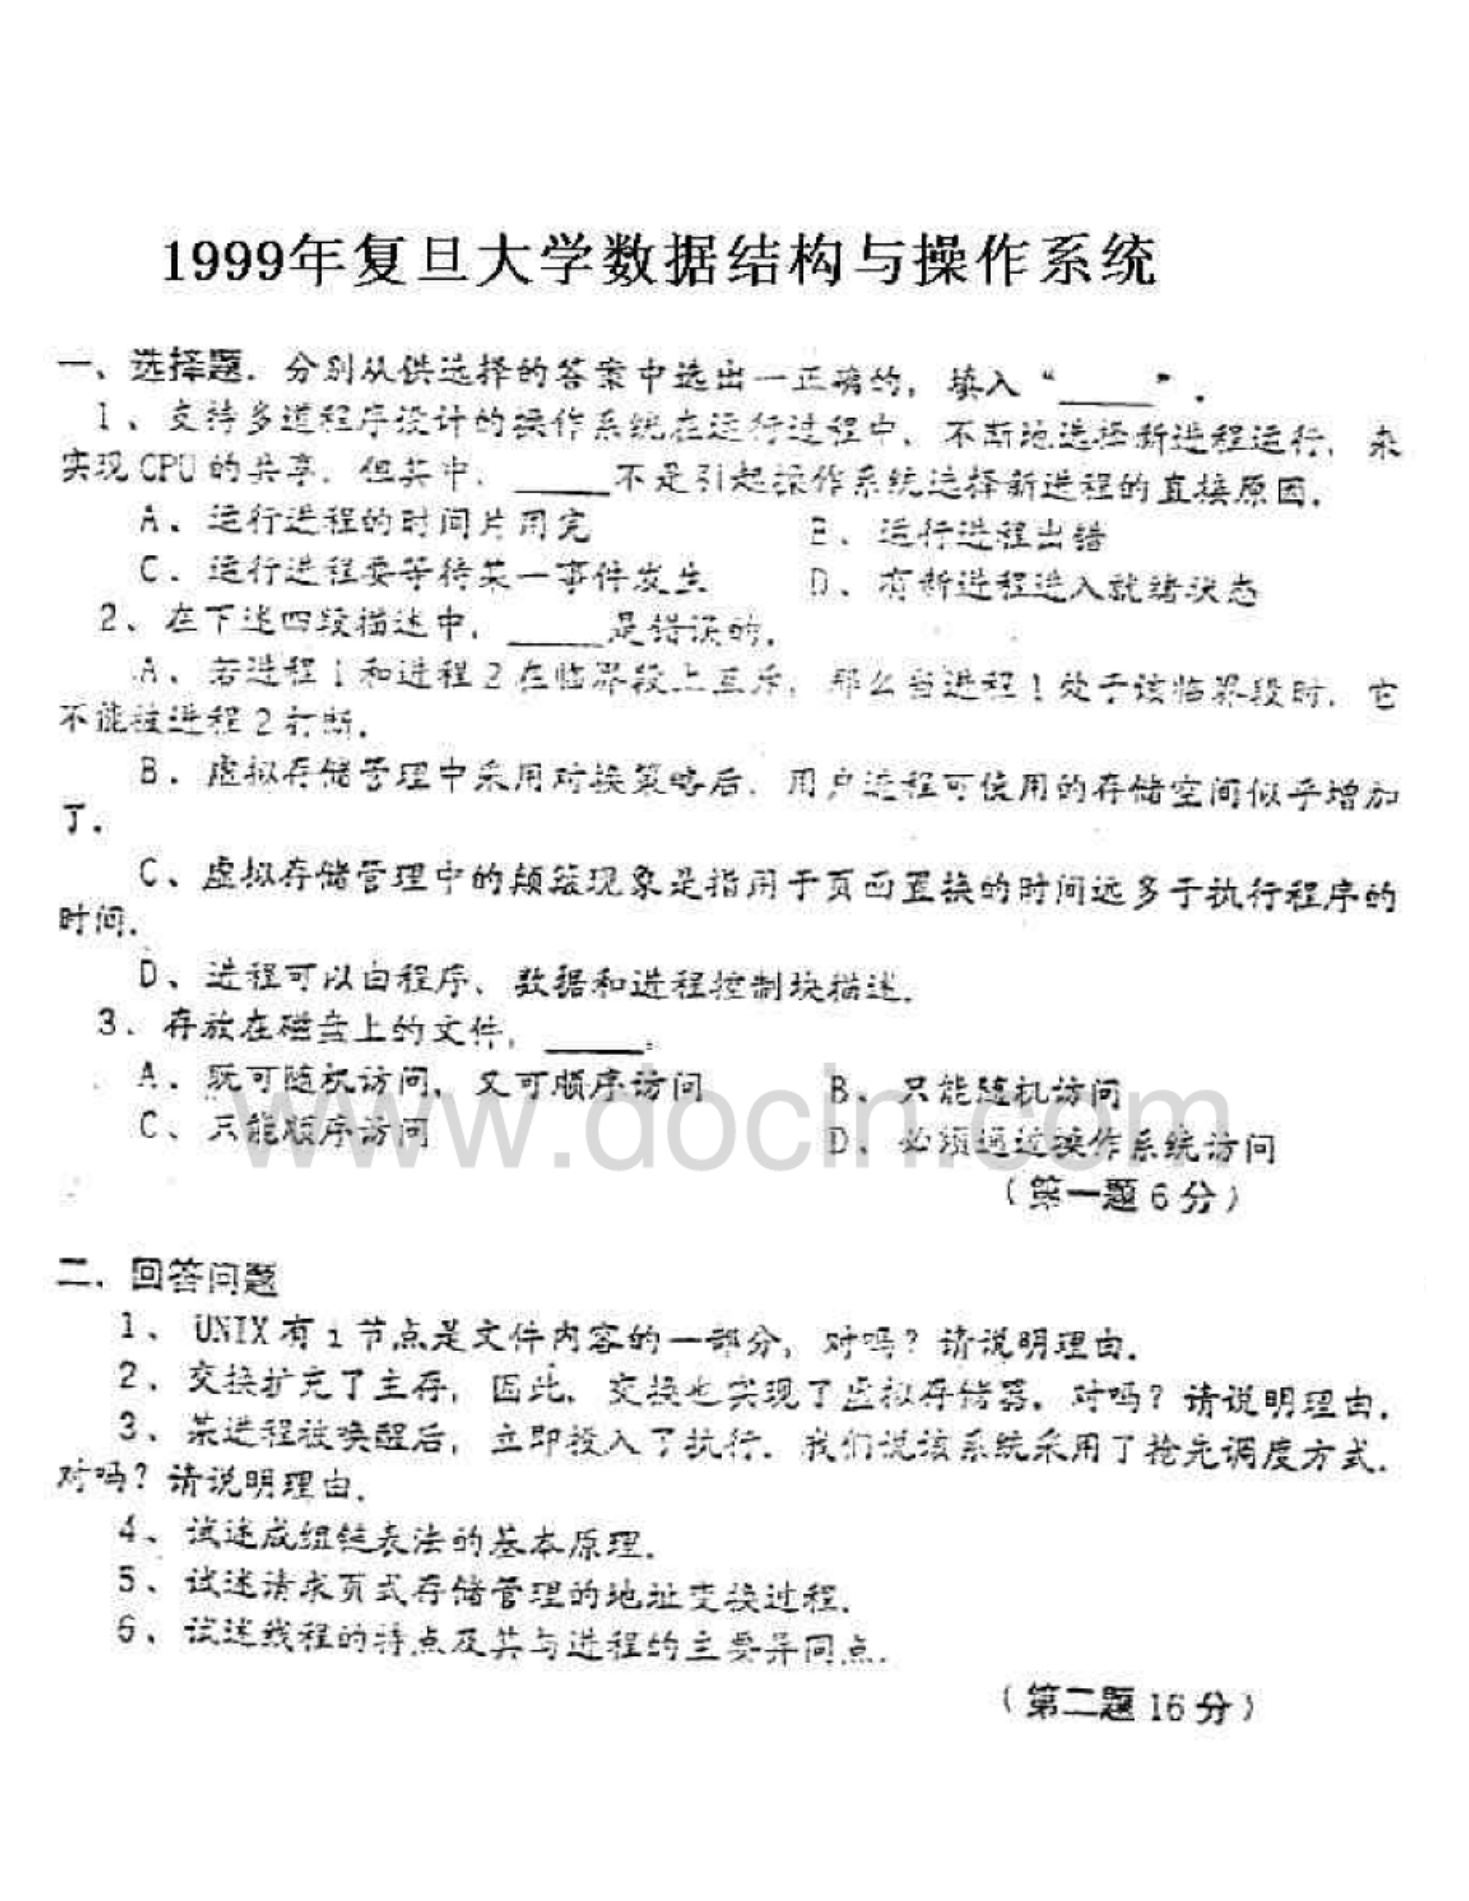 1999年复旦大学数据结构与操作系统
一、选择题．分别从供选择的答案中选出一正确的，填入“____”．
1、支持多道程序设计的操作系统在运行过程中，不断地选择新进程运行，来
实现CPU的共享．但其中，____不是引起操作系统选择新进程的直接原因．
A、运行进程的时间片用完
B、运行进程出错
C．运行进程要等待某一事件发生
D、有新进程进入就绪状态
2、在下述四段描述中，____是错误的．
A、若进程1和进程2在临界段上互斥，那么当进程1处于该临界段时，它
不能被进程2打断．
B．虚拟存储管理中采用对换策略后，用户进程可使用的存储空间似乎增加
了．
C、虚拟存储管理中的颠簸现象是指用于页面置换的时间远多于执行程序的
时间．
D、进程可以由程序、数据和进程控制块描述．
3．存放在磁盘上的文件，____．
A．既可随机访问，又可顺序访问
B、只能随机访问
C、只能顺序访问
D、必须通过操作系统访问
www.docin.com
（第一题6分）
二．回答问题
1、UNIX有i节点是文件内容的一部分，对吗？请说明理由．
2、交换扩充了主存，因此，交换也实现了虚拟存储器．对吗？请说明理由．
3、某进程被唤醒后，立即投入了执行．我们说该系统采用了抢先调度方式．
对吗？请说明理由．
4、试述成组链表法的基本原理．
5、试述请求页式存储管理的地址变换过程．
6、试述线程的特点及其与进程的主要异同点．
（第二题16分）